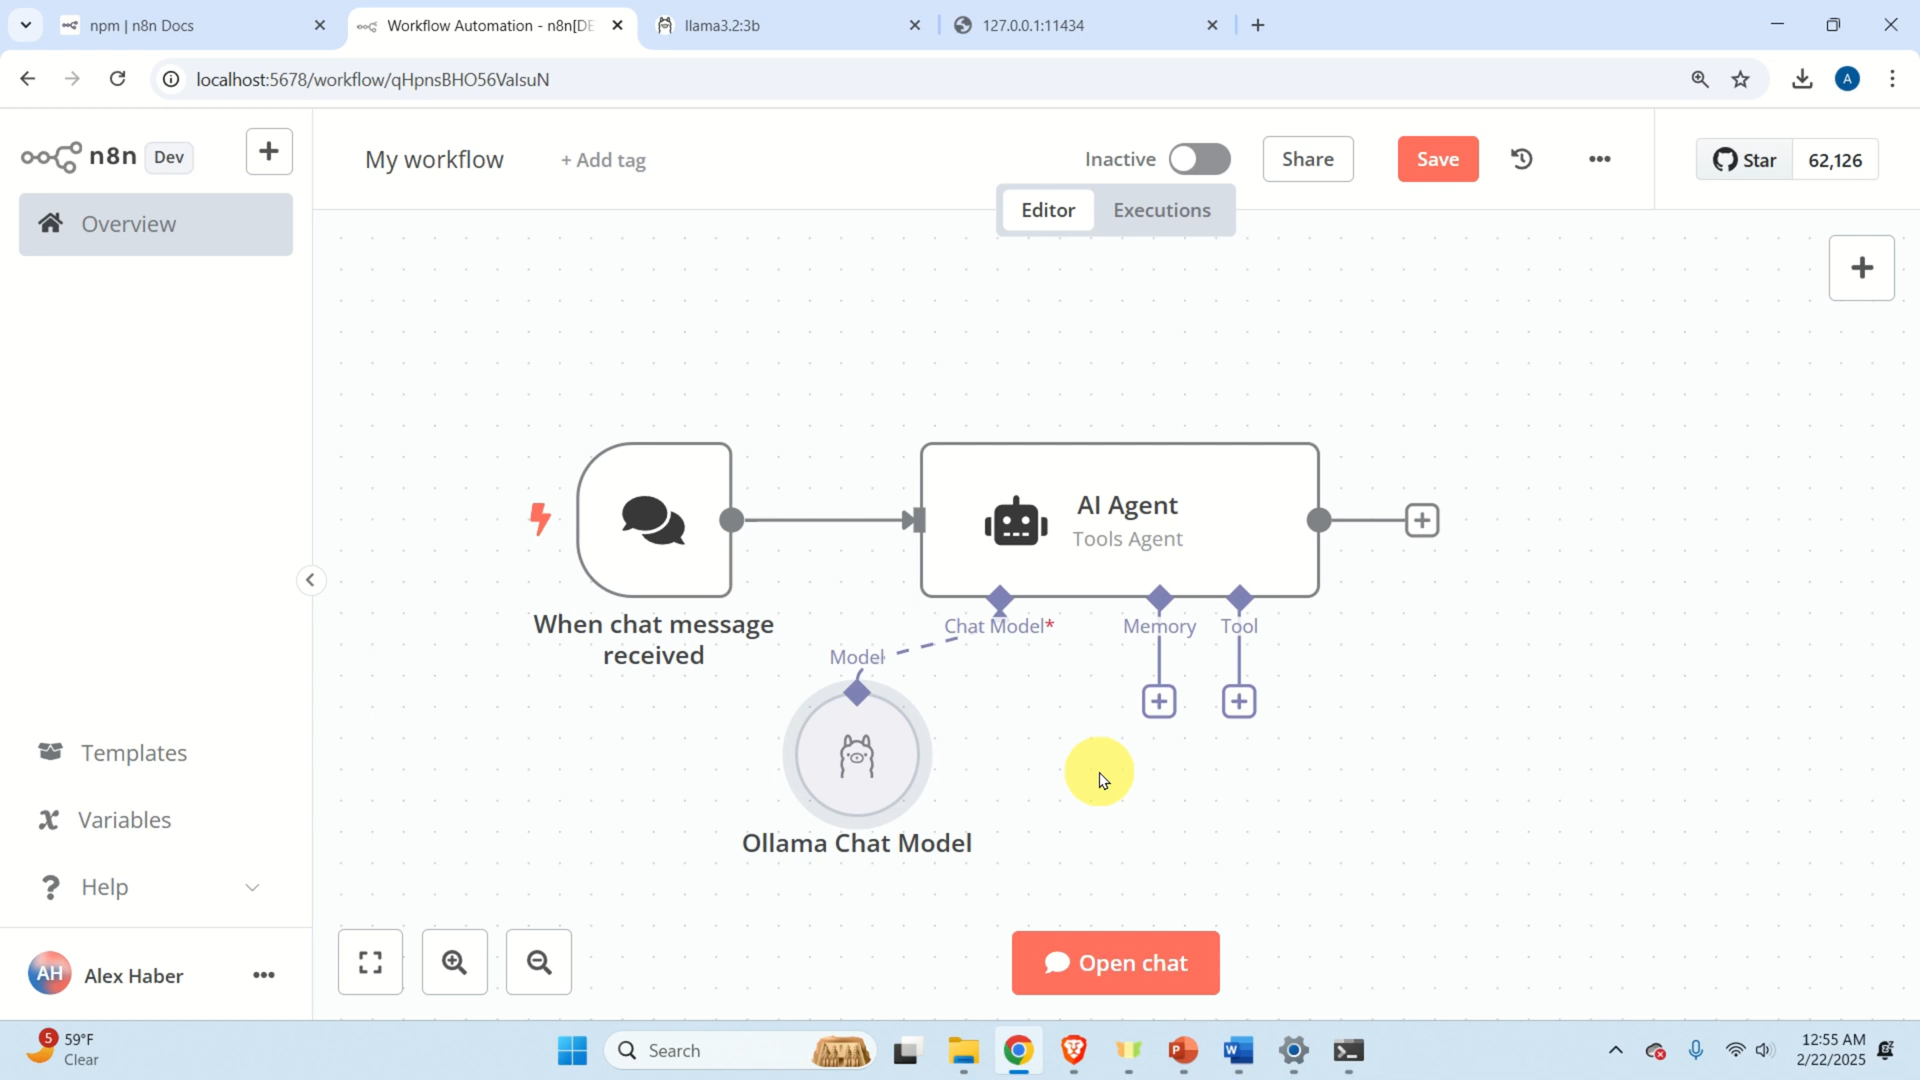 npm | n8n Docs
Workflow Automation - n8n[DE
llama3.2:3b
127.0.0.1:11434
localhost:5678/workflow/qHpnsBHO56VaIsuN
A
n8n
Dev
My workflow
+ Add tag
Inactive
Share
Save
Star
62,126
Overview
Editor
Executions
AI Agent
Tools Agent
When chat message
received
Chat Model*
Memory
Tool
Model
Ollama Chat Model
Templates
Variables
Help
AH
Alex Haber
Open chat
5
59°F
Clear
Search
12:55 AM
2/22/2025